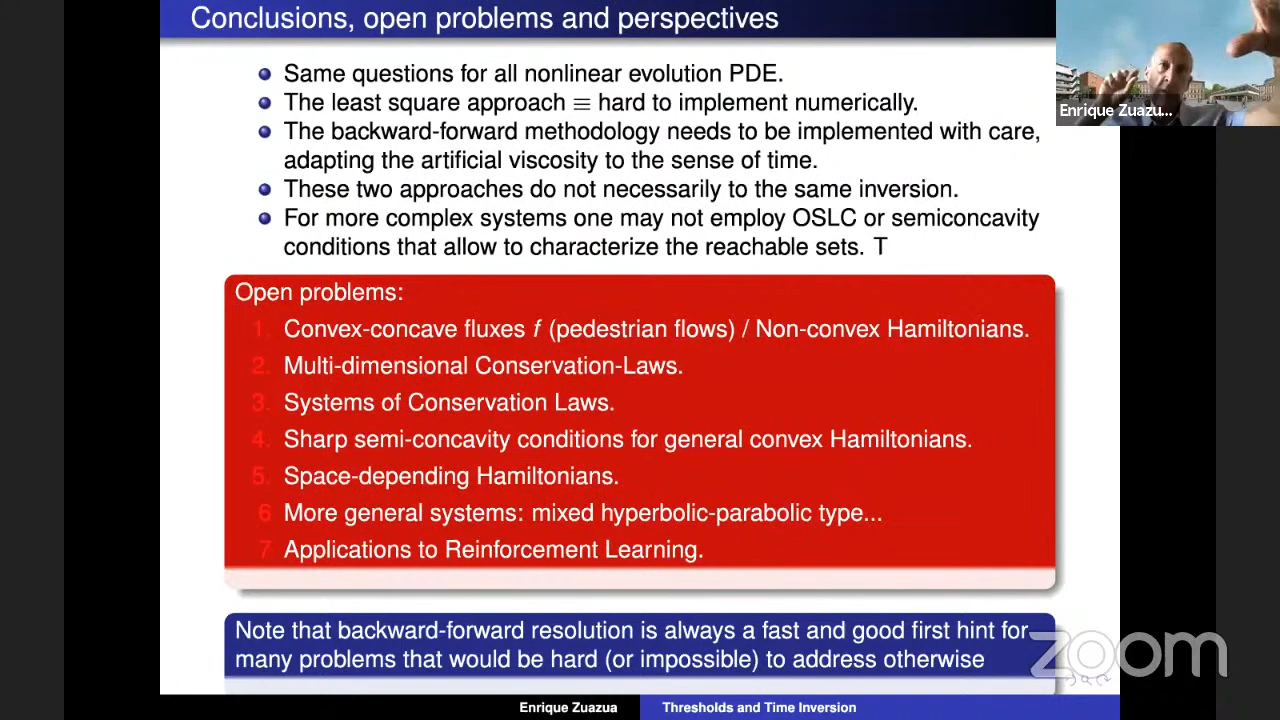 Conclusions, open problems and perspectives
Enrique Zuazu...
Same questions for all nonlinear evolution PDE.
The least square approach ≡ hard to implement numerically.
The backward-forward methodology needs to be implemented with care,
adapting the artificial viscosity to the sense of time.
These two approaches do not necessarily to the same inversion.
For more complex systems one may not employ OSLC or semiconcavity
conditions that allow to characterize the reachable sets. T
Open problems:
1. Convex-concave fluxes f (pedestrian flows) / Non-convex Hamiltonians.
2. Multi-dimensional Conservation-Laws.
3. Systems of Conservation Laws.
4. Sharp semi-concavity conditions for general convex Hamiltonians.
5. Space-depending Hamiltonians.
6 More general systems: mixed hyperbolic-parabolic type...
7 Applications to Reinforcement Learning.
Note that backward-forward resolution is always a fast and good first hint for
many problems that would be hard (or impossible) to address otherwise
zoom
Enrique Zuazua Thresholds and Time Inversion